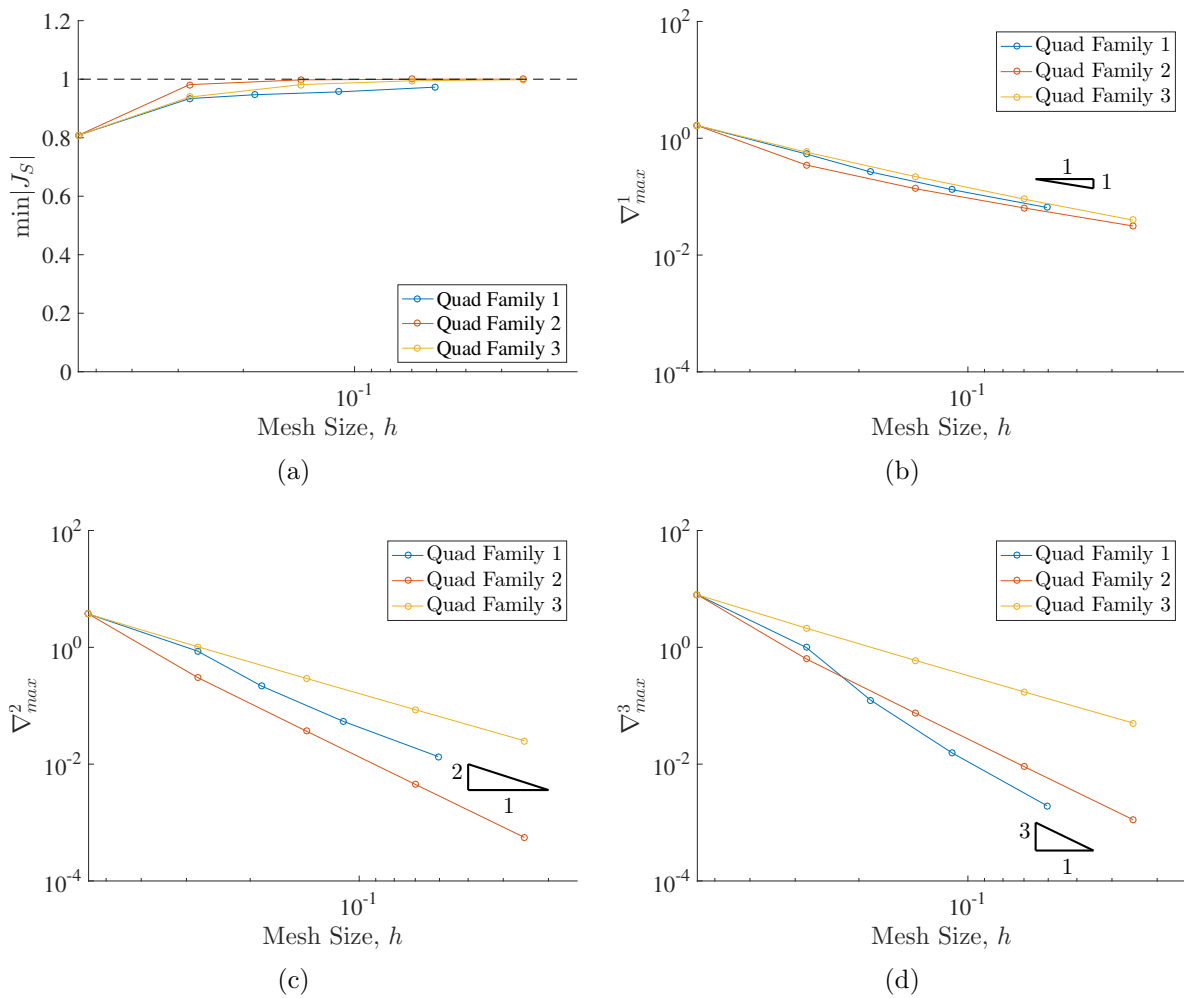 1.2
1
0.8
0.6
0.4
0.2
0
min|J_S|
Quad Family 1
Quad Family 2
Quad Family 3
10^-1
Mesh Size, h
(a)
10^2
10^0
10^-2
10^-4
∇^1_max
Quad Family 1
Quad Family 2
Quad Family 3
1
1
10^-1
Mesh Size, h
(b)
10^2
10^0
10^-2
10^-4
∇^2_max
Quad Family 1
Quad Family 2
Quad Family 3
2
1
10^-1
Mesh Size, h
(c)
10^2
10^0
10^-2
10^-4
∇^3_max
Quad Family 1
Quad Family 2
Quad Family 3
3
1
10^-1
Mesh Size, h
(d)